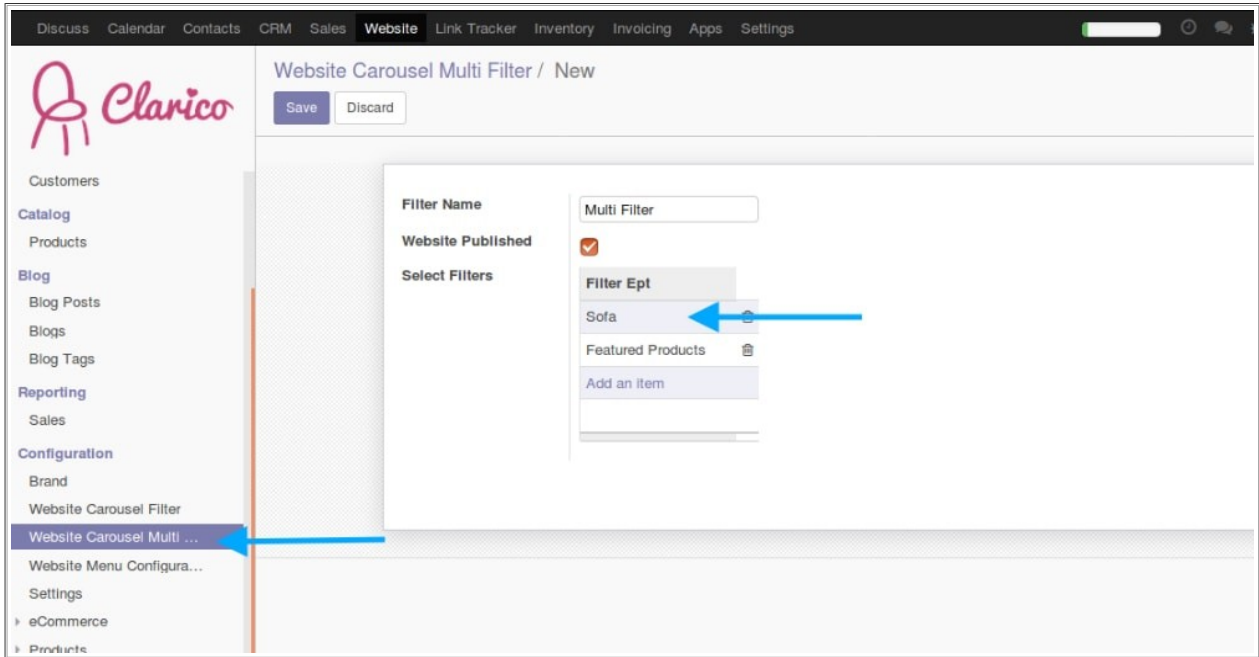 Discuss Calendar Contacts CRM Sales Website Link Tracker Inventory Invoicing Apps Settings
Clarico
Website Carousel Multi Filter / New
Save Discard
Customers
Catalog
Products
Blog
Blog Posts
Blogs
Blog Tags
Reporting
Sales
Configuration
Brand
Website Carousel Filter
Website Carousel Multi ...
Website Menu Configura...
Settings
eCommerce
Products
Filter Name Multi Filter
Website Published
Select Filters
Filter Ept
Sofa
Featured Products
Add an item